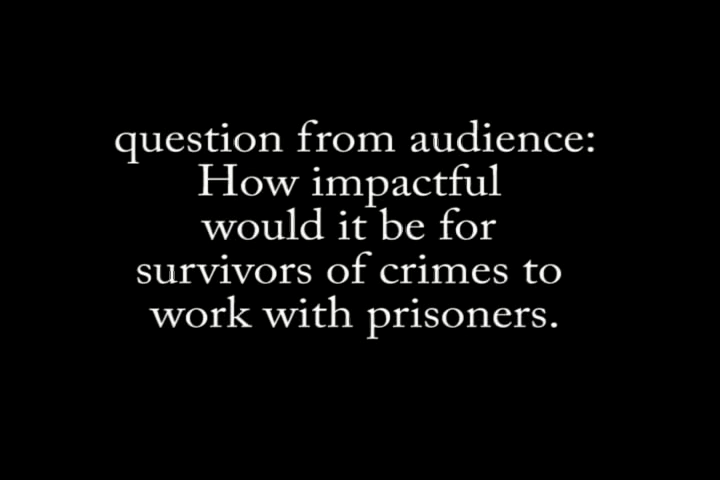 question from audience:
How impactful
would it be for
survivors of crimes to
work with prisoners.